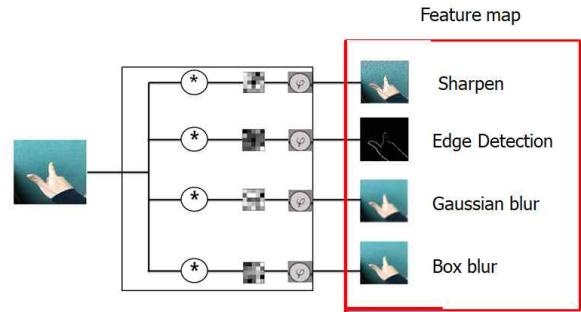 Feature map
* φ Sharpen
* φ Edge Detection
* φ Gaussian blur
* φ Box blur